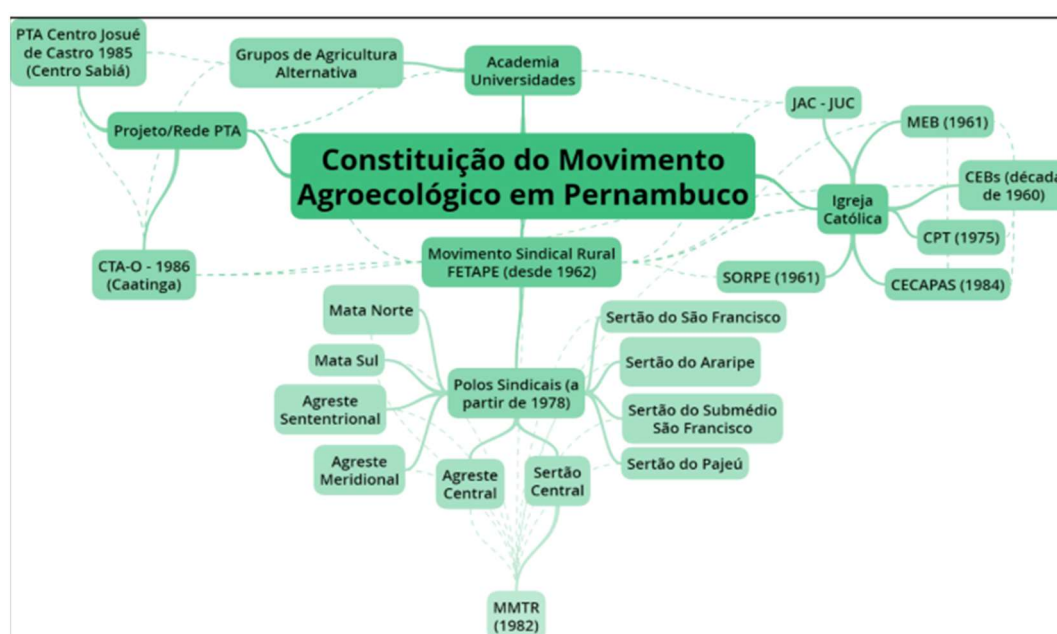 PTA Centro Josué
de Castro 1985
(Centro Sabiá)
Grupos de Agricultura
Alternativa
Academia
Universidades
Projeto/Rede PTA
JAC - JUC
MEB (1961)
Constituição do Movimento
Agroecológico em Pernambuco
CEBs (década
de 1960)
Igreja
Católica
CPT (1975)
CTA-O - 1986
(Caatinga)
Movimento Sindical Rural
FETAPE (desde 1962)
SORPE (1961)
CECAPAS (1984)
Mata Norte
Sertão do São Francisco
Mata Sul
Sertão do Araripe
Polos Sindicais (a
partir de 1978)
Agreste
Sententrional
Sertão do Submédio
São Francisco
Agreste
Meridional
Agreste
Central
Sertão
Central
Sertão do Pajeú
MMTR
(1982)